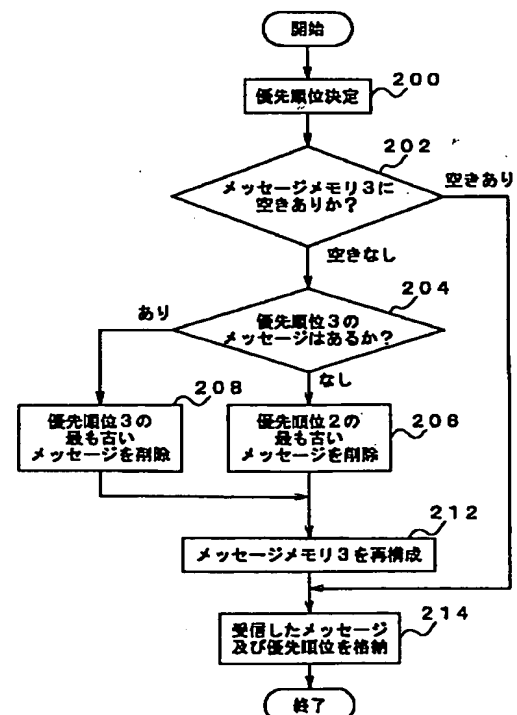 開始
優先順位決定
200
202
メッセージメモリ3に
空きありか?
空きあり
空きなし
204
優先順位3の
メッセージはあるか?
あり
なし
208
優先順位3の
最も古い
メッセージを削除
206
優先順位2の
最も古い
メッセージを削除
212
メッセージメモリ3を再構成
214
受信したメッセージ
及び優先順位を格納
終了